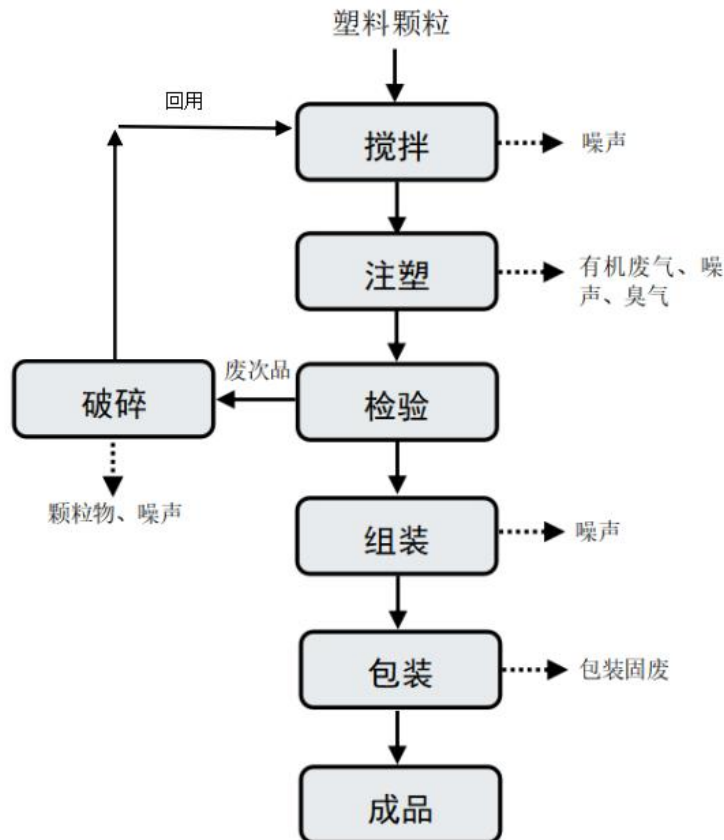 塑料颗粒
回用
搅拌
噪声
注塑
有机废气、噪
声、臭气
废次品
破碎
检验
颗粒物、噪声
组装
噪声
包装
包装固废
成品